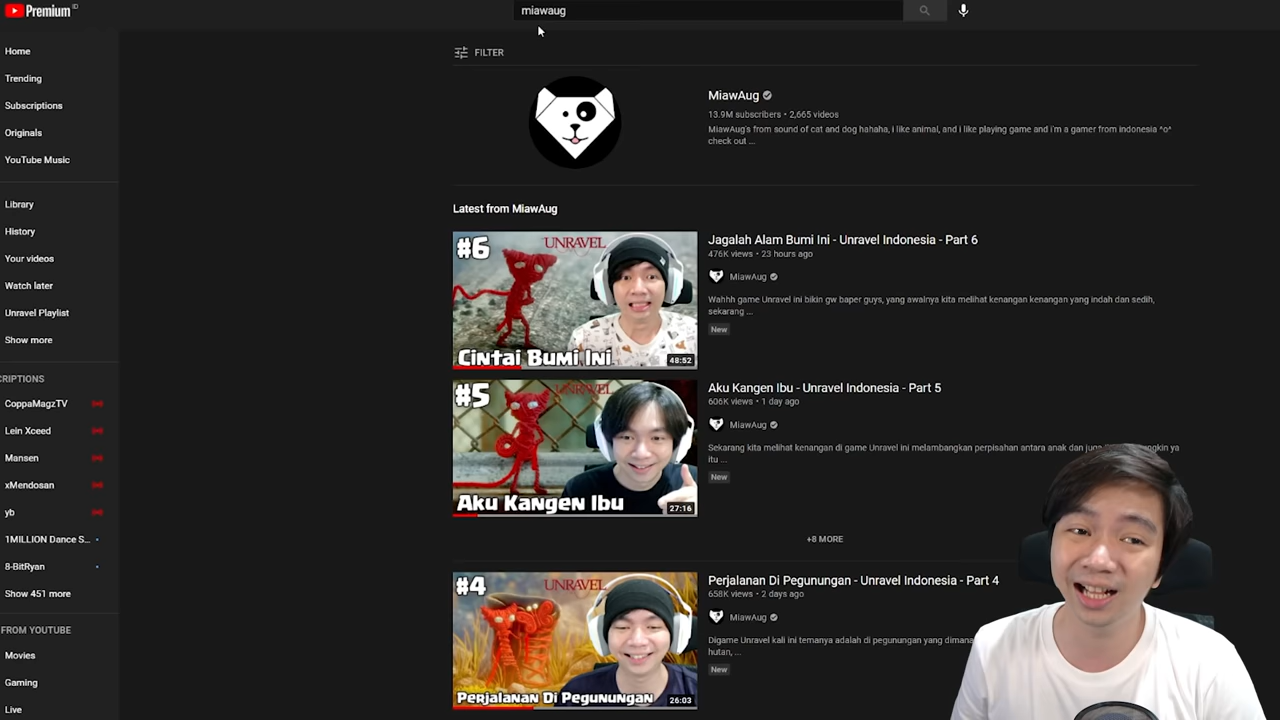 Premium ID
miawaug
Home
Trending
Subscriptions
Originals
YouTube Music
Library
History
Your videos
Watch later
Unravel Playlist
Show more
CRIPTIONS
CoppaMagzTV
Lein Xceed
Mansen
xMendosan
yb
1MILLION Dance S...
8-BitRyan
Show 451 more
FROM YOUTUBE
Movies
Gaming
Live
FILTER
MiawAug
13.9M subscribers • 2,665 videos
MiawAug's from sound of cat and dog hahaha, i like animal, and i like playing game and i'm a gamer from indonesia ^o^
check out ...
Latest from MiawAug
#6
UNRAVEL
Cintai Bumi Ini
48:52
Jagalah Alam Bumi Ini - Unravel Indonesia - Part 6
476K views • 23 hours ago
MiawAug
Wahhh game Unravel ini bikin gw baper guys, yang awalnya kita melihat kenangan kenangan yang indah dan sedih,
sekarang ...
New
#5
UNRAVEL
Aku Kangen Ibu
27:16
Aku Kangen Ibu - Unravel Indonesia - Part 5
606K views • 1 day ago
MiawAug
Sekarang kita melihat kenangan di game Unravel ini melambangkan perpisahan antara anak dan juga ya
itu ...
New
+8 MORE
#4
UNRAVEL
Perjalanan Di Pegunungan
26:03
Perjalanan Di Pegunungan - Unravel Indonesia - Part 4
658K views • 2 days ago
MiawAug
Digame Unravel kali ini temanya adalah di pegunungan yang
hutan, ...
New